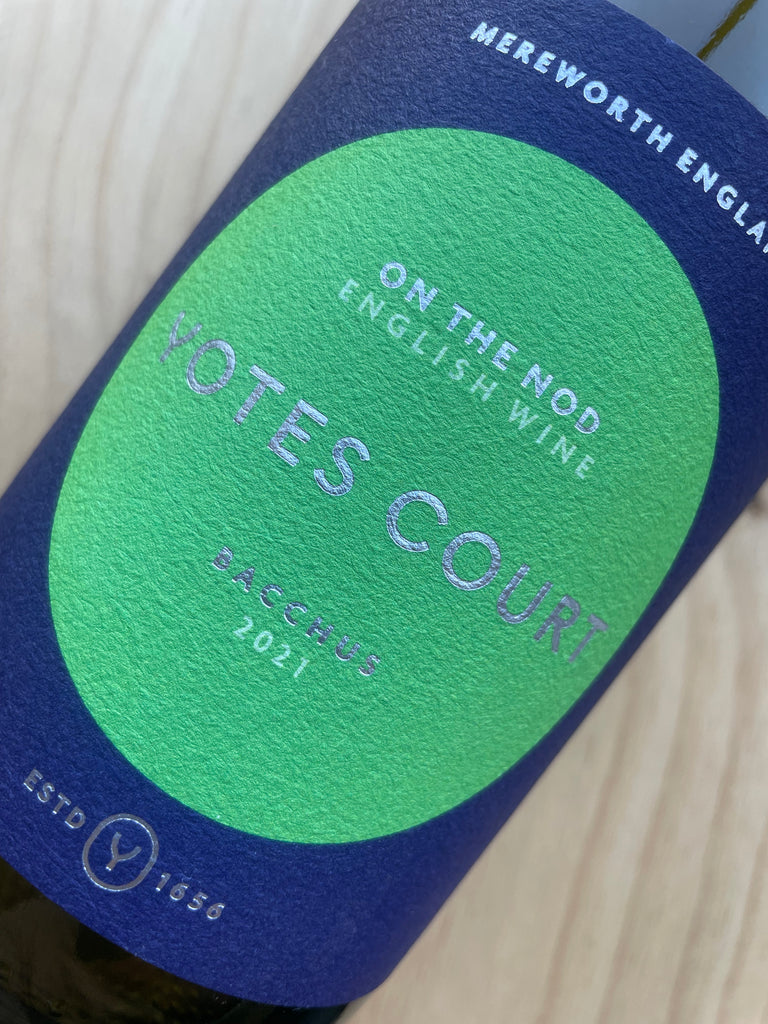 MEREWORTH ENGLA
ON THE NOD
ENGLISH WINE
YOTES COURT
BACCHUS
2021
ESTD Y 1656